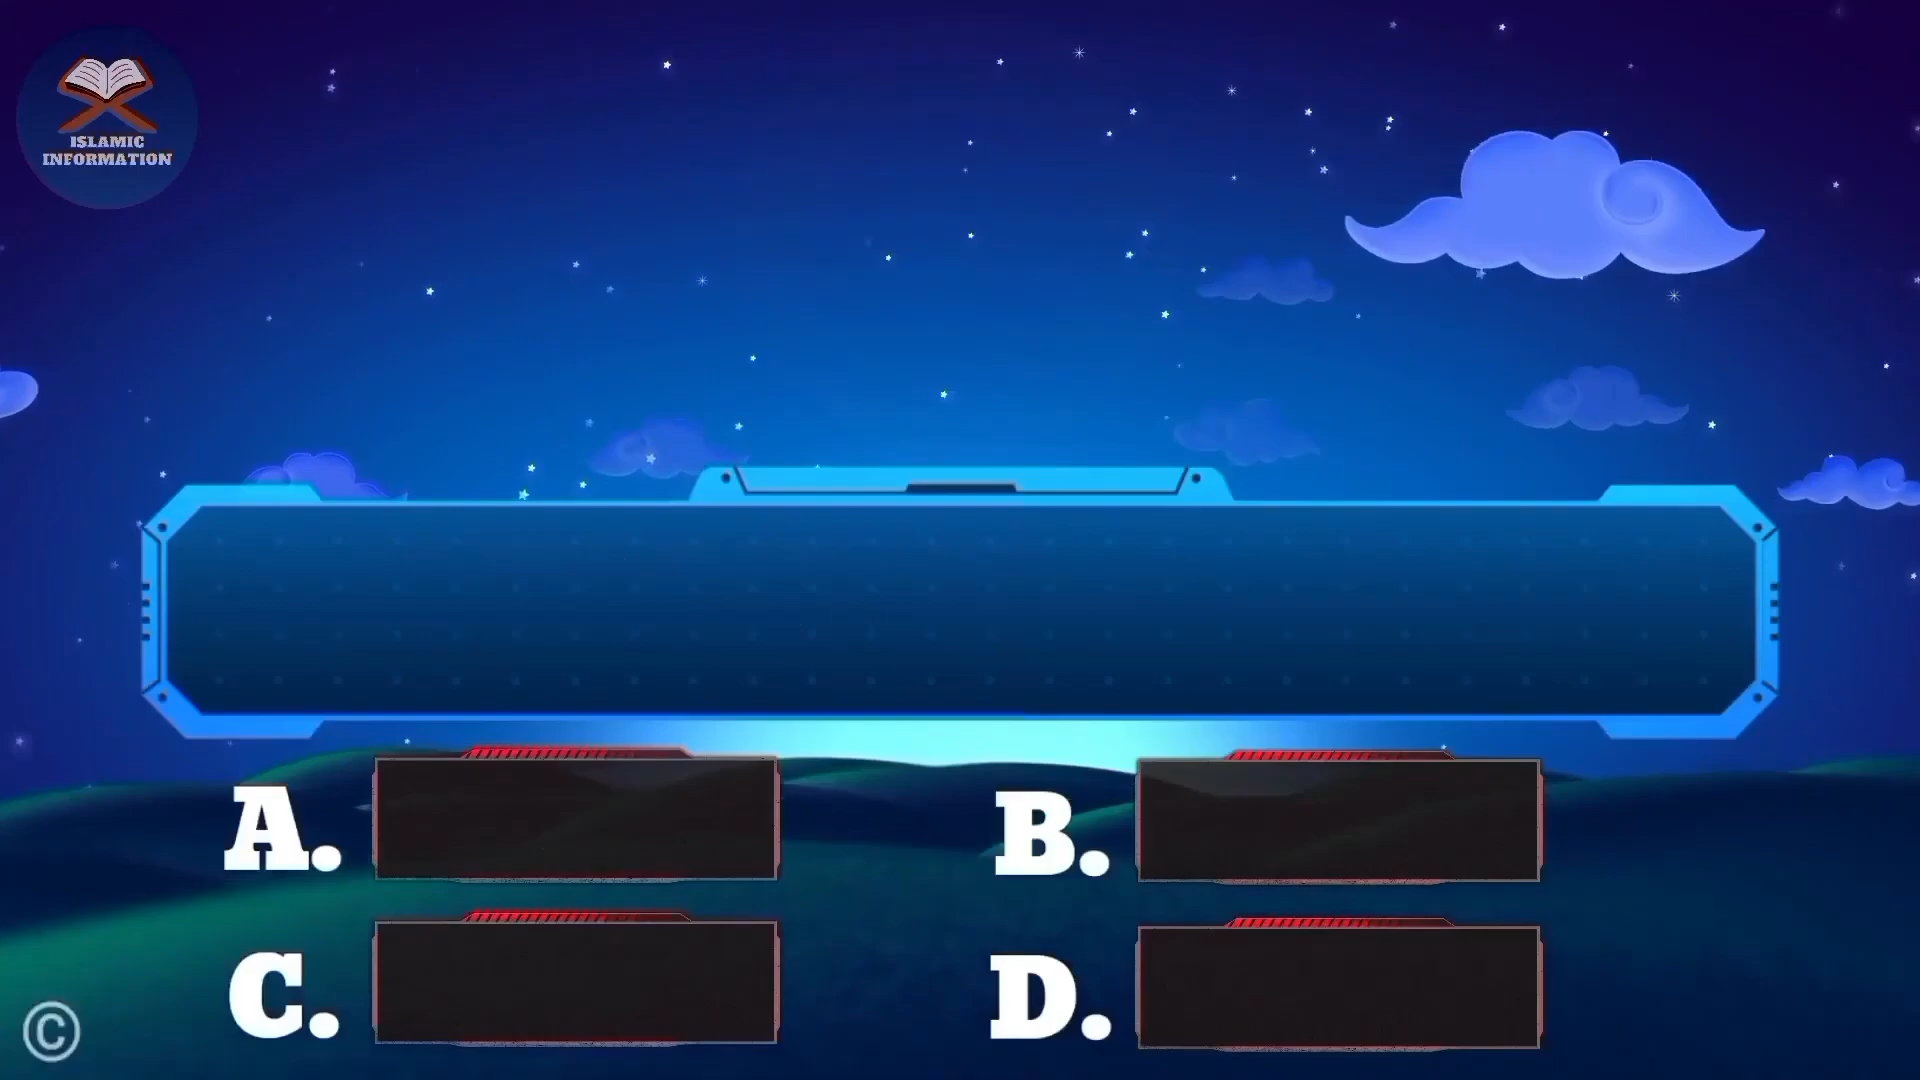 ISLAMIC
INFORMATION
A.
B.
C.
D.
©